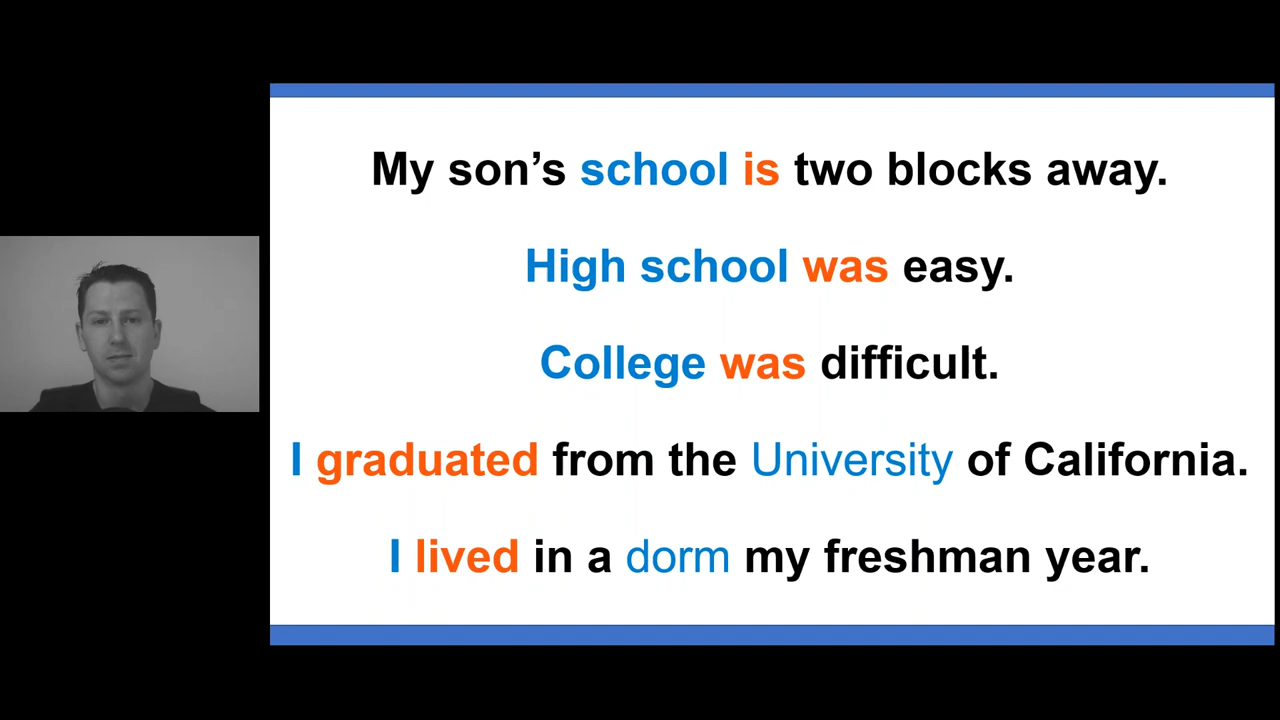 My son’s school is two blocks away.
High school was easy.
College was difficult.
I graduated from the University of California.
I lived in a dorm my freshman year.